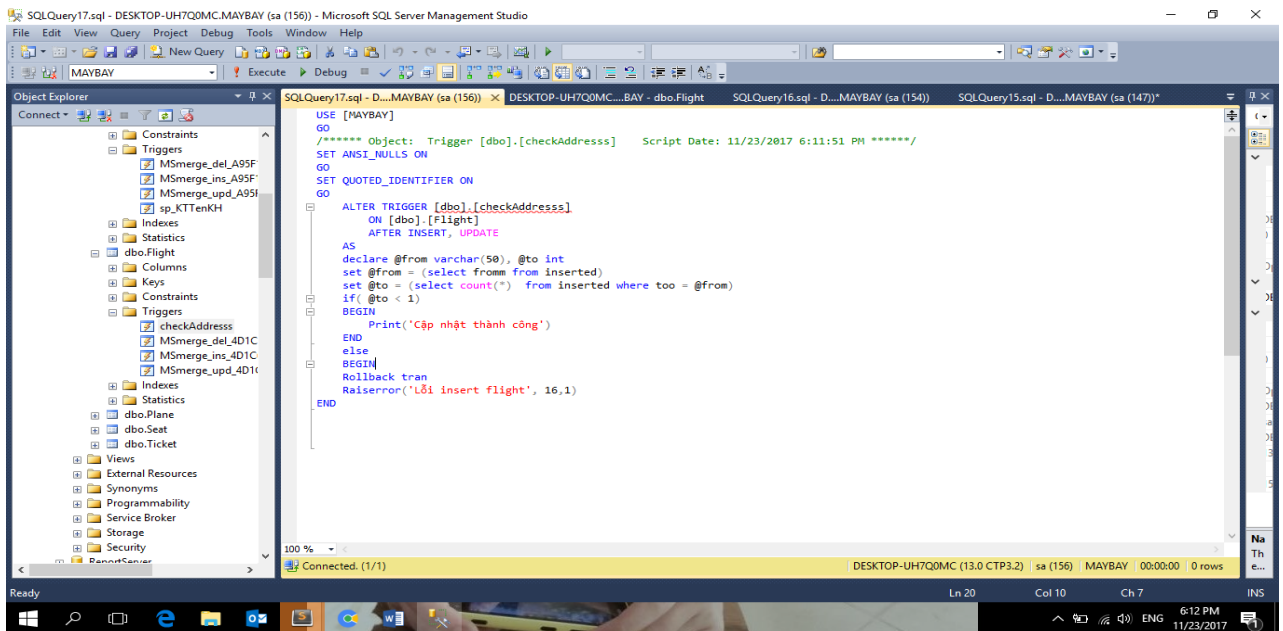 SQLQuery17.sql - DESKTOP-UH7Q0MC.MAYBAY (sa (156)) - Microsoft SQL Server Management Studio
File Edit View Query Project Debug Tools Window Help
New Query
MAYBAY Execute Debug
Object Explorer
Connect
Constraints
Triggers
MSmerge_del_A95F
MSmerge_ins_A95F
MSmerge_upd_A95F
sp_KTTenKH
Indexes
Statistics
dbo.Flight
Columns
Keys
Constraints
Triggers
checkAddresss
MSmerge_del_4D1C
MSmerge_ins_4D1C
MSmerge_upd_4D1C
Indexes
Statistics
dbo.Plane
dbo.Seat
dbo.Ticket
Views
External Resources
Synonyms
Programmability
Service Broker
Storage
Security
ReportServer
SQLQuery17.sql - D....MAYBAY (sa (156)) DESKTOP-UH7Q0MC....BAY - dbo.Flight SQLQuery16.sql - D....MAYBAY (sa (154)) SQLQuery15.sql - D....MAYBAY (sa (147))*
USE [MAYBAY]
GO
/****** Object: Trigger [dbo].[checkAddresss] Script Date: 11/23/2017 6:11:51 PM ******/
SET ANSI_NULLS ON
GO
SET QUOTED_IDENTIFIER ON
GO
ALTER TRIGGER [dbo].[checkAddresss]
ON [dbo].[Flight]
AFTER INSERT, UPDATE
AS
declare @from varchar(50), @to int
set @from = (select fromm from inserted)
set @to = (select count(*) from inserted where too = @from)
if( @to < 1)
BEGIN
Print('Cập nhật thành công')
END
else
BEGIN
Rollback tran
Raiserror('Lỗi insert flight', 16,1)
END
100 %
Connected. (1/1) DESKTOP-UH7Q0MC (13.0 CTP3.2) sa (156) MAYBAY 00:00:00 0 rows
Na
Th
e...
Ready Ln 20 Col 10 Ch 7 INS
ENG 6:12 PM
11/23/2017